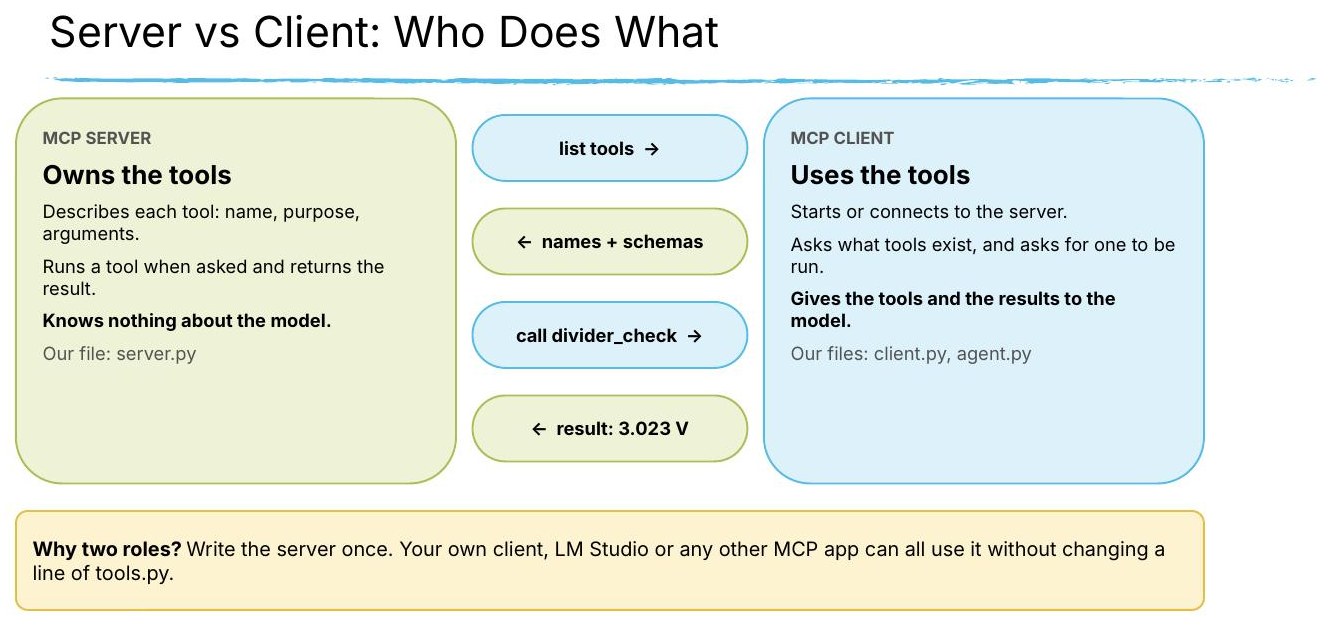 Server vs Client: Who Does What
MCP SERVER
Owns the tools
Describes each tool: name, purpose,
arguments.
Runs a tool when asked and returns the
result.
Knows nothing about the model.
Our file: server.py
list tools →
← names + schemas
call divider_check →
← result: 3.023 V
MCP CLIENT
Uses the tools
Starts or connects to the server.
Asks what tools exist, and asks for one to be
run.
Gives the tools and the results to the
model.
Our files: client.py, agent.py
Why two roles? Write the server once. Your own client, LM Studio or any other MCP app can all use it without changing a
line of tools.py.